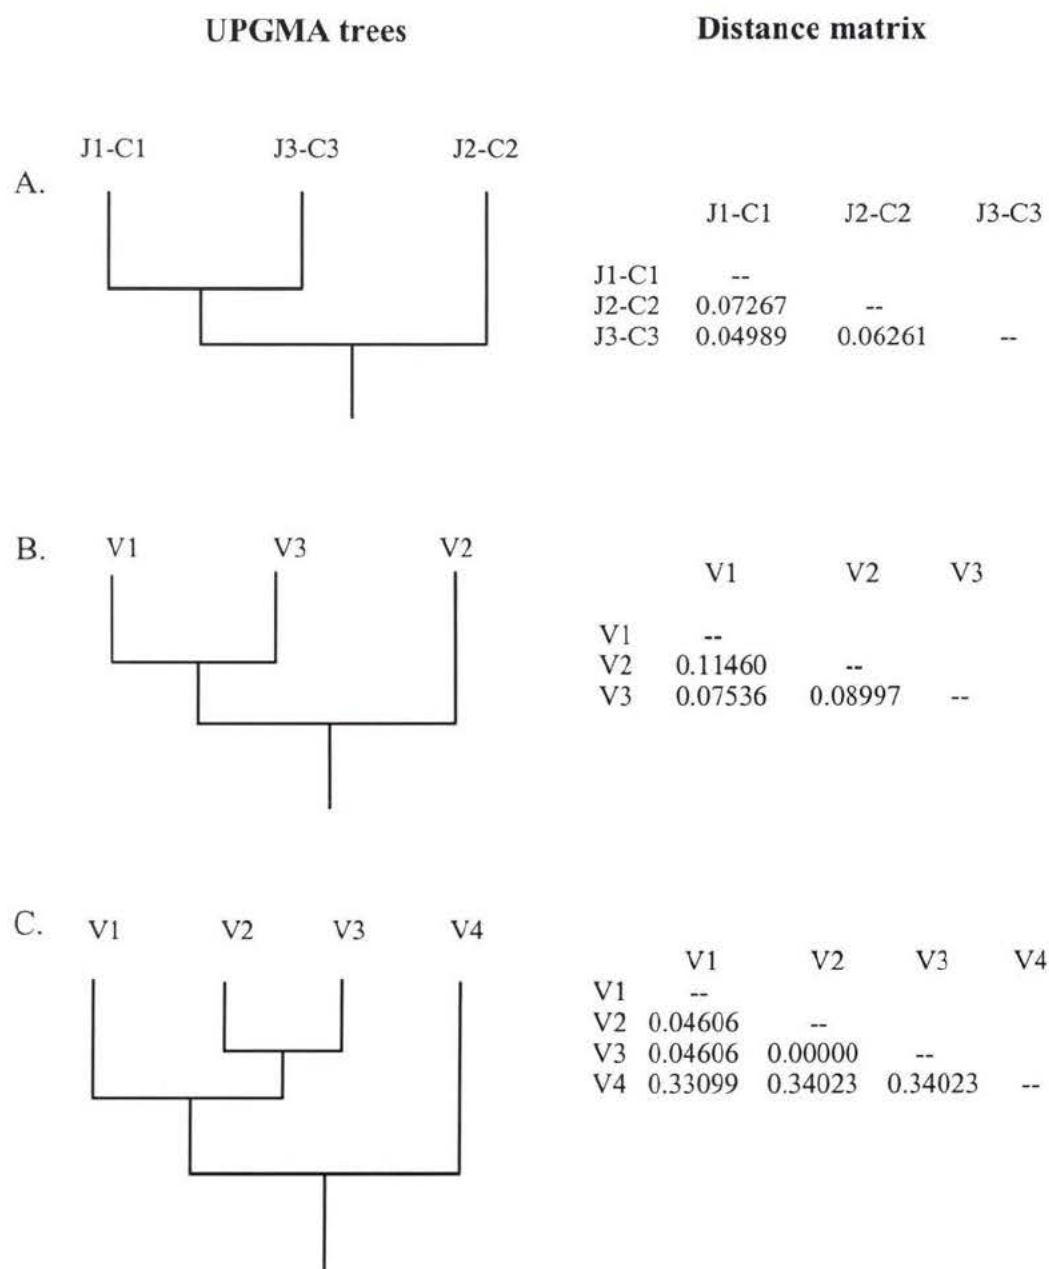 UPGMA trees Distance matrix
J1-C1 J3-C3 J2-C2
A.
J1-C1 J2-C2 J3-C3
J1-C1 --
J2-C2 0.07267 --
J3-C3 0.04989 0.06261 --
B. V1 V3 V2
V1 V2 V3
V1 --
V2 0.11460 --
V3 0.07536 0.08997 --
C. V1 V2 V3 V4
V1 V2 V3 V4
V1 --
V2 0.04606 --
V3 0.04606 0.00000 --
V4 0.33099 0.34023 0.34023 --